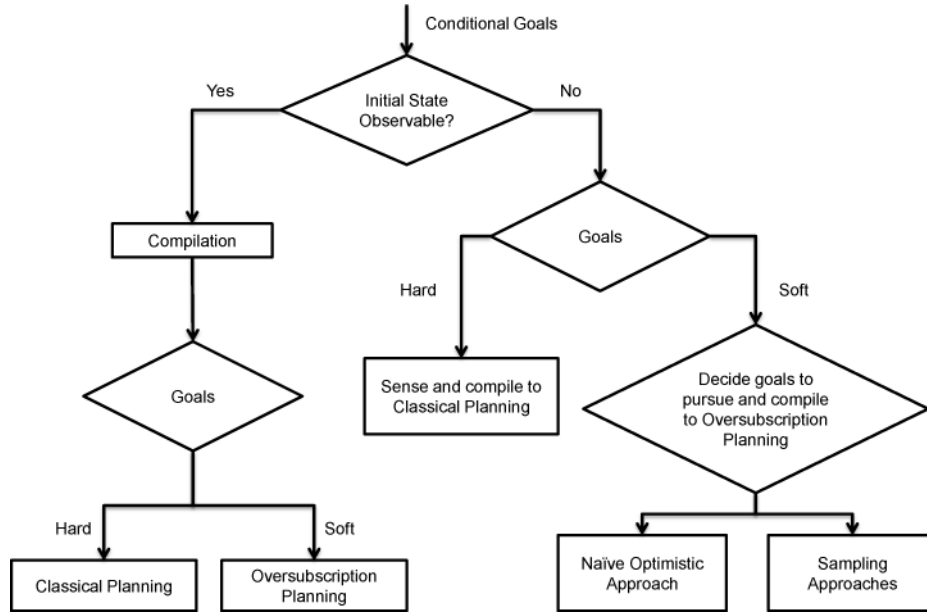 Conditional Goals
Yes
Initial State
Observable?
No
Compilation
Goals
Hard
Soft
Goals
Sense and compile to
Classical Planning
Decide goals to
pursue and compile
to Oversubscription
Planning
Hard
Soft
Classical Planning
Oversubscription
Planning
Naïve Optimistic
Approach
Sampling
Approaches